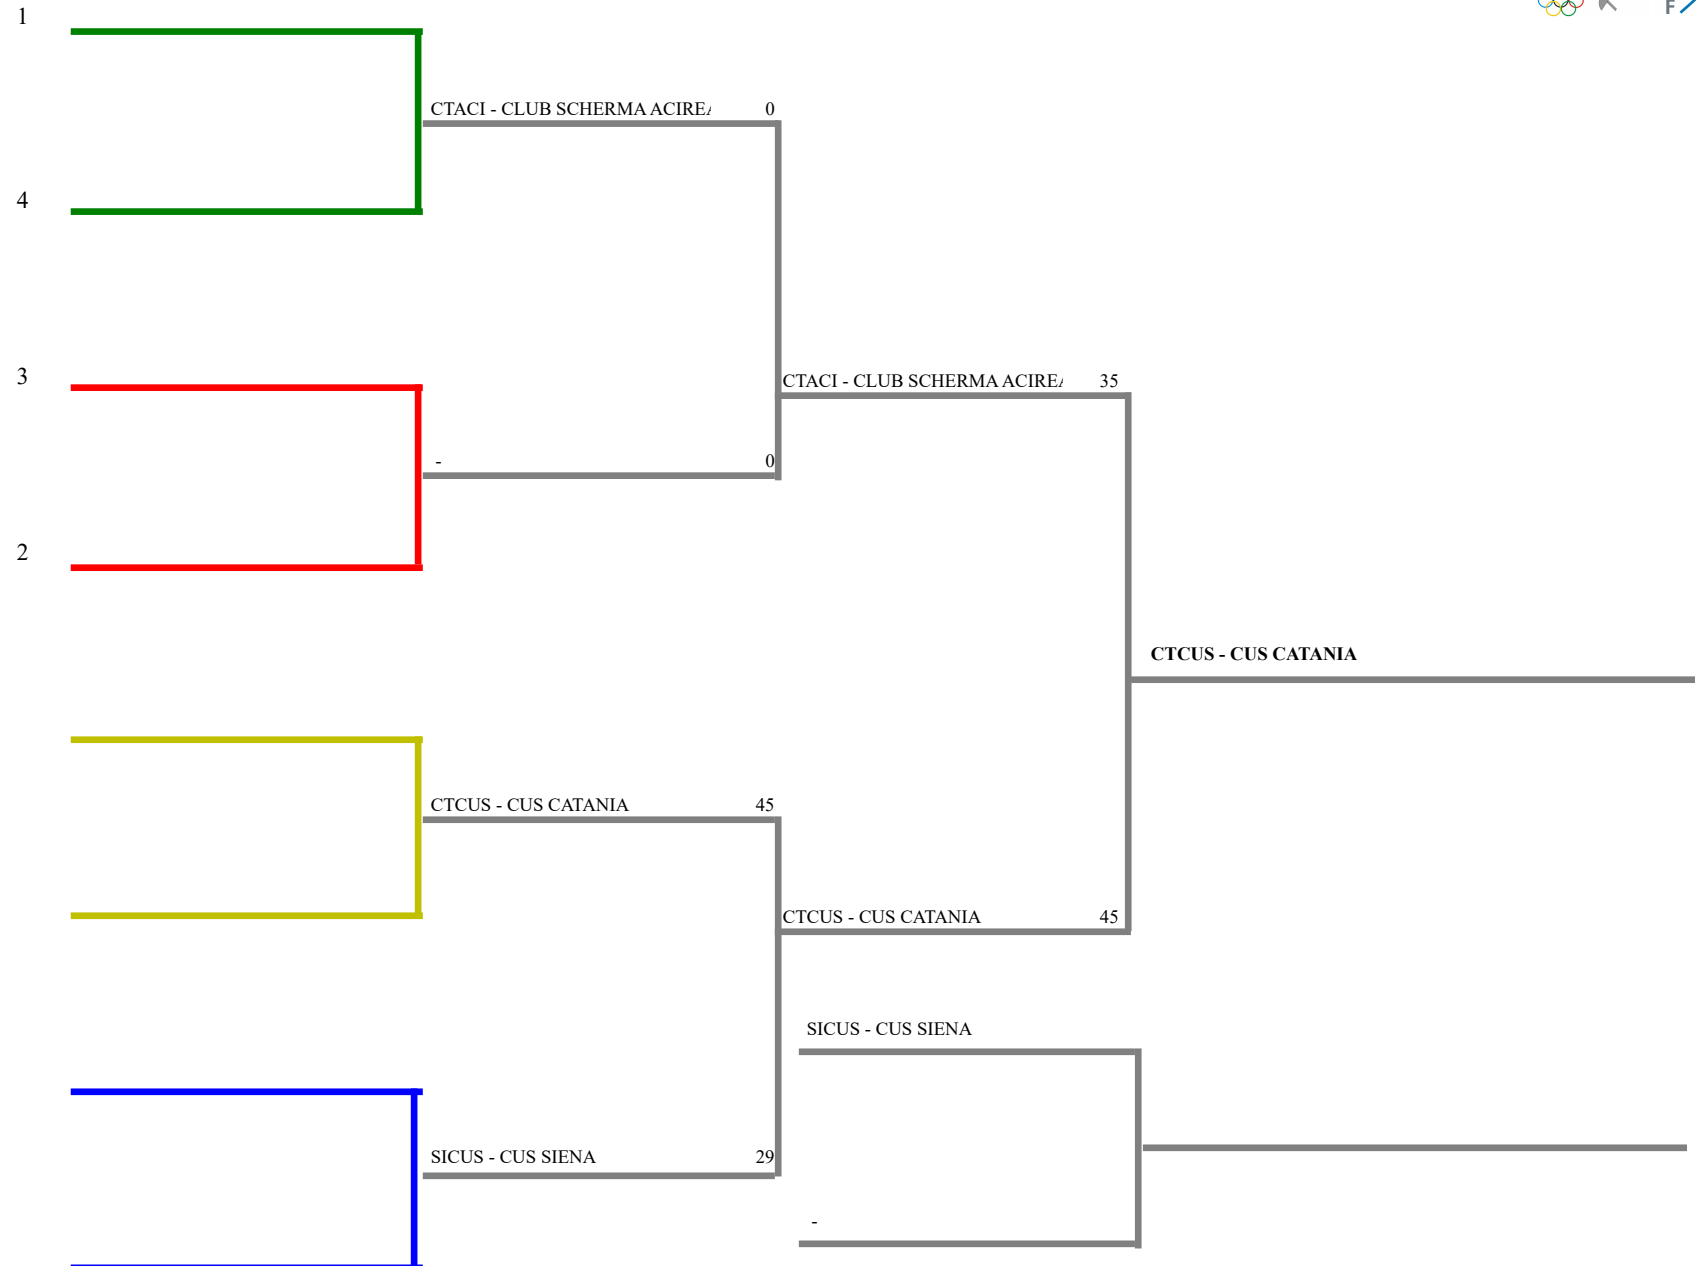 F
1
CTACI - CLUB SCHERMA ACIRE 0
4
3
CTACI - CLUB SCHERMA ACIRE 35
- 0
2
CTCUS - CUS CATANIA
CTCUS - CUS CATANIA 45
CTCUS - CUS CATANIA 45
SICUS - CUS SIENA
SICUS - CUS SIENA 29
-